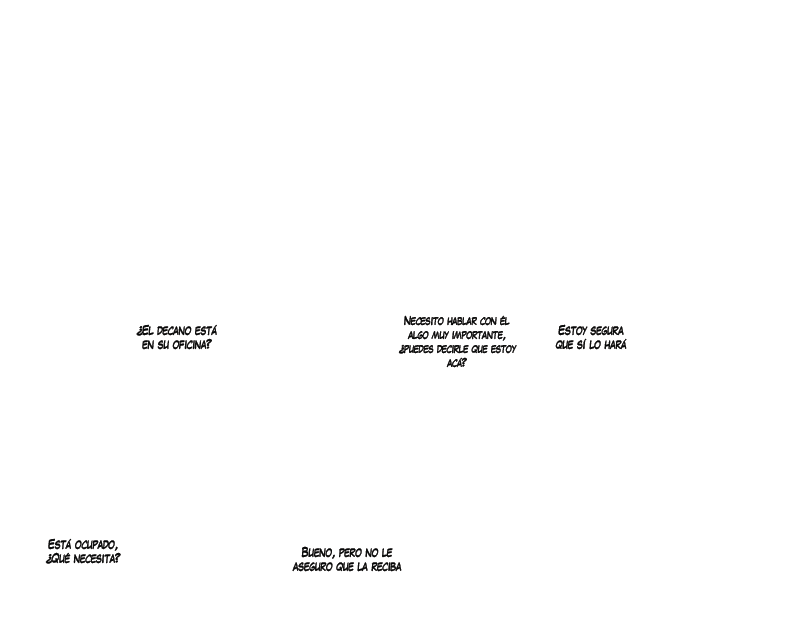 ¿El decano está
en su oficina?
Necesito hablar con él
algo muy importante,
¿puedes decirle que estoy
acá?
Estoy segura
que sí lo hará
Está ocupado,
¿Qué necesita?
Bueno, pero no le
aseguro que la reciba